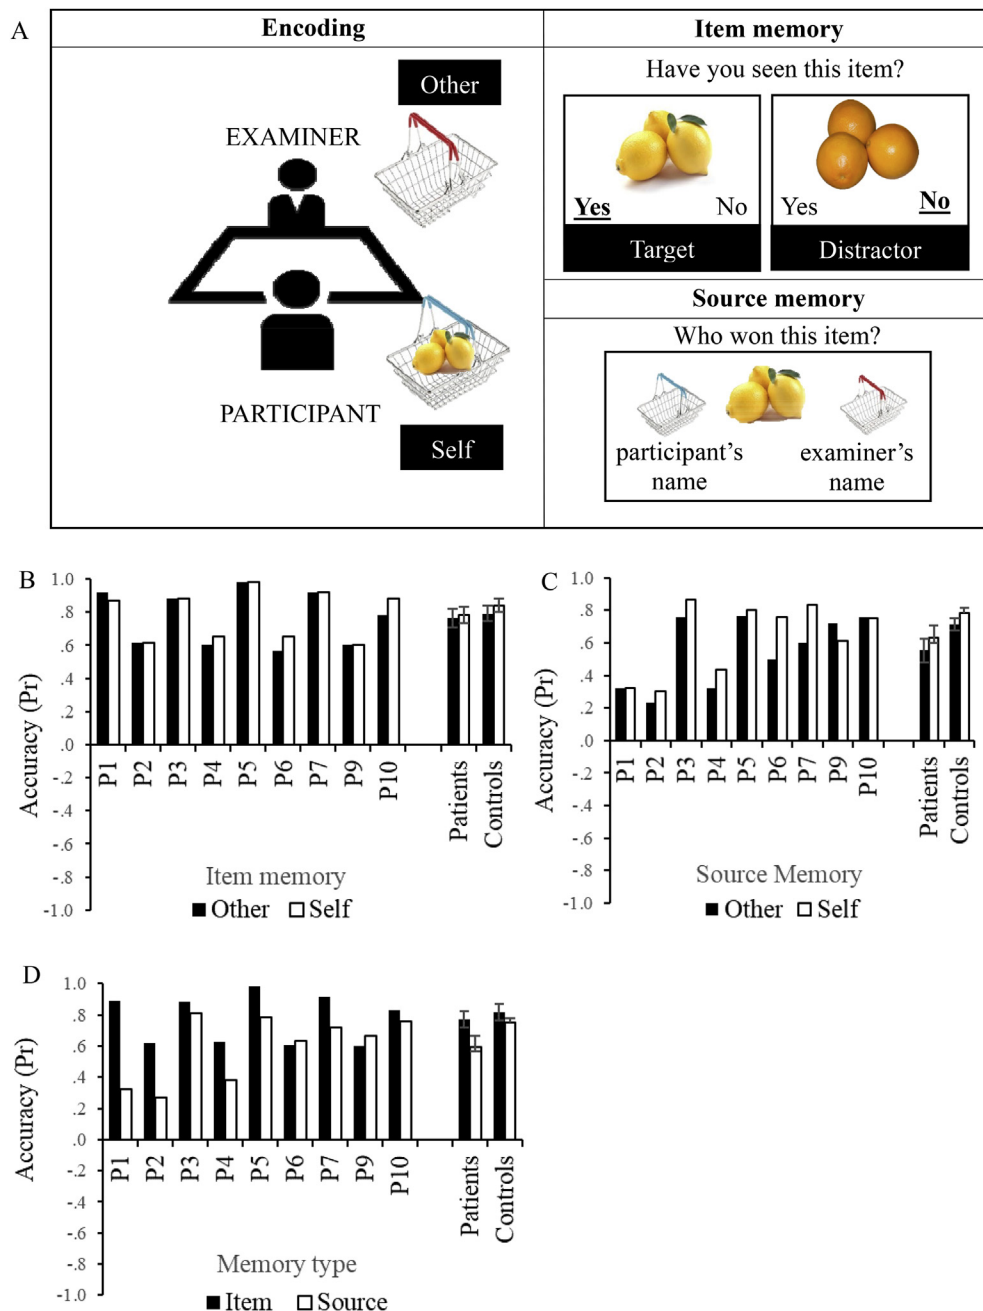 A
Encoding
Other
EXAMINER
PARTICIPANT
Self
Item memory
Have you seen this item?
Yes No
Target
Yes No
Distractor
Source memory
Who won this item?
participant's name
examiner's name
B
Accuracy (Pr)
1.0
.8
.6
.4
.2
.0
-.2
-.4
-.6
-.8
-1.0
P1 P2 P3 P4 P5 P6 P7 P9 P10 Patients Controls
Item memory
Other Self
C
Accuracy (Pr)
1.0
.8
.6
.4
.2
.0
-.2
-.4
-.6
-.8
-1.0
P1 P2 P3 P4 P5 P6 P7 P9 P10 Patients Controls
Source Memory
Other Self
D
Accuracy (Pr)
1.0
.8
.6
.4
.2
.0
-.2
-.4
-.6
-.8
-1.0
P1 P2 P3 P4 P5 P6 P7 P9 P10 Patients Controls
Memory type
Item Source